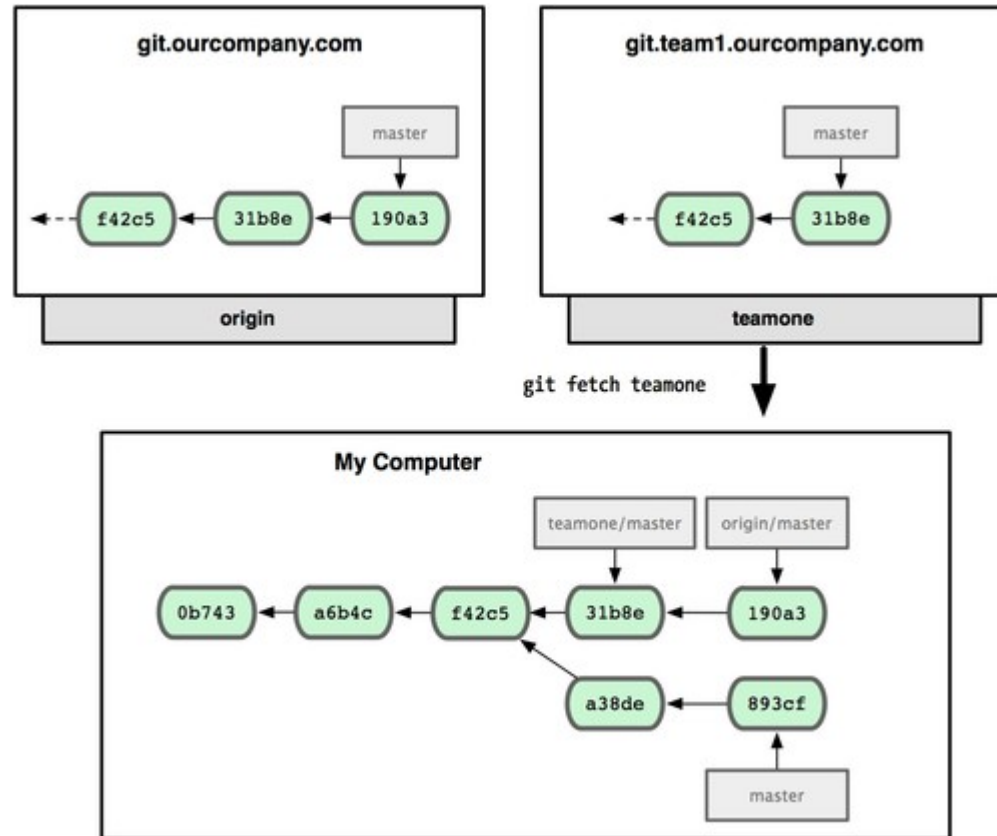 git.ourcompany.com
master
f42c5
31b8e
190a3
origin
git.team1.ourcompany.com
master
f42c5
31b8e
teamone
git fetch teamone
My Computer
teamone/master
origin/master
0b743
a6b4c
f42c5
31b8e
190a3
a38de
893cf
master